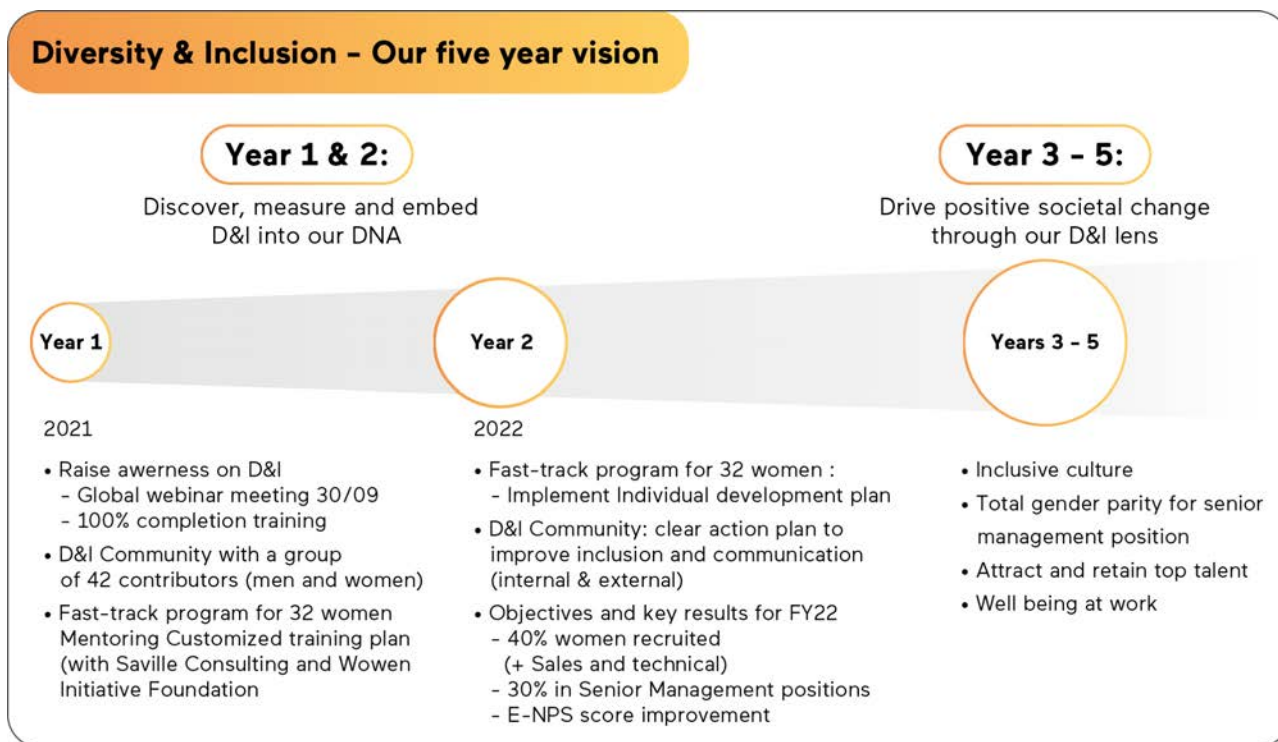 Diversity & Inclusion - Our five year vision
Year 1 & 2:
Discover, measure and embed
D&I into our DNA
Year 3 - 5:
Drive positive societal change
through our D&I lens
Year 1
Year 2
Years 3 - 5
2021
• Raise awerness on D&I
- Global webinar meeting 30/09
- 100% completion training
• D&I Community with a group
of 42 contributors (men and women)
• Fast-track program for 32 women
Mentoring Customized training plan
(with Saville Consulting and Wowen
Initiative Foundation
2022
• Fast-track program for 32 women :
- Implement Individual development plan
• D&I Community: clear action plan to
improve inclusion and communication
(internal & external)
• Objectives and key results for FY22
- 40% women recruited
(+ Sales and technical)
- 30% in Senior Management positions
- E-NPS score improvement
• Inclusive culture
• Total gender parity for senior
management position
• Attract and retain top talent
• Well being at work